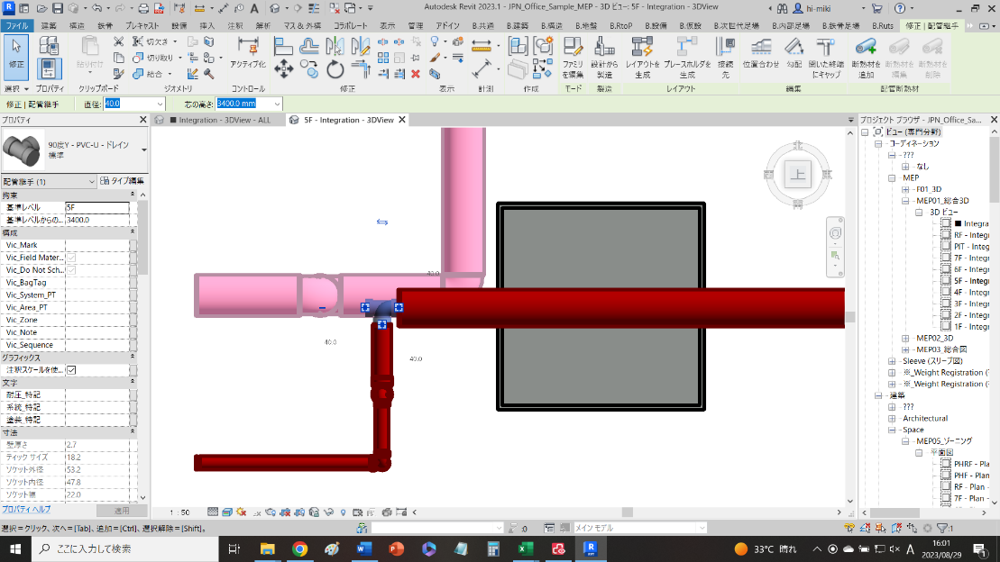 Autodesk Revit 2023.1 - JPN_Office_Sample_MEP - 3D ビュー: 5F - Integration - 3DView
hi-miki
ファイル 建築 構造 鉄骨 プレキャスト 設備 挿入 注釈 解析 マス & 外構 コラボレート 表示 管理 アドイン B.共通 B.建築 B.構造 B.地盤 B.RtoP B.設備 B.仮設 B.次世代足場 B.内部足場 B.鉄骨足場 B.Ruts 修正 | 配管継手
修正
貼り付け
切欠き
切り取り
結合
アクティブ化
ファミリを編集
設計から製造
レイアウトを生成
プレースホルダを生成
接続先
位置合わせ
勾配
開いた終端にキャップ
断熱材を追加
断熱材を編集
断熱材を削除
選択 プロパティ クリップボード ジオメトリ コントロール 修正 表示 計測 作成 モード 製造 レイアウト 編集 配管断熱材
修正 | 配管継手 直径: 40.0 芯の高さ: 3400.0 mm
プロパティ
Integration - 3DView - ALL
5F - Integration - 3DView
90度Y - PVC-U - ドレイン
標準
配管継手 (1) タイプ編集
拘束
基準レベル 5F
基準レベルからの... 3400.0
構成
Vic_Mark
Vic_Field Mater...
Vic_Do Not Sch...
Vic_BagTag
Vic_System_PT
Vic_Area_PT
Vic_Zone
Vic_Note
Vic_Sequence
グラフィックス
注釈スケールを使...
文字
耐圧_特記
系統_特記
塗装_特記
寸法
壁厚さ 2.7
ティック サイズ 18.2
ソケット外径 53.2
ソケット内径 47.8
ソケット幅 22.0
プロパティ ヘルプ 適用
40.0
40.0
40.0
上
北
南
1 : 50
プロジェクト ブラウザ - JPN_Office_Sa...
ビュー (専門分野)
コーディネーション
???
なし
MEP
F01_3D
MEP01_総合3D
3D ビュー
Integra
RF - Integ
PIT - Integ
7F - Integ
6F - Integ
5F - Integ
4F - Integ
3F - Integ
2F - Integ
1F - Integ
MEP02_3D
MEP03_総合図
Sleeve (スリーブ図)
※_Weight Registration (
※_Weight Registration (
建築
???
Architectural
Space
MEP05_ゾーニング
平面図
PHRF - Plan
PHF - Plan
RF - Plan -
7F - Plan -
選択 = クリック、次へ = [Tab]、追加 = [Ctrl]、選択解除 = [Shift]。
:0
メイン モデル
:1
ここに入力して検索
33°C 晴れ
A
16:01
2023/08/29
1